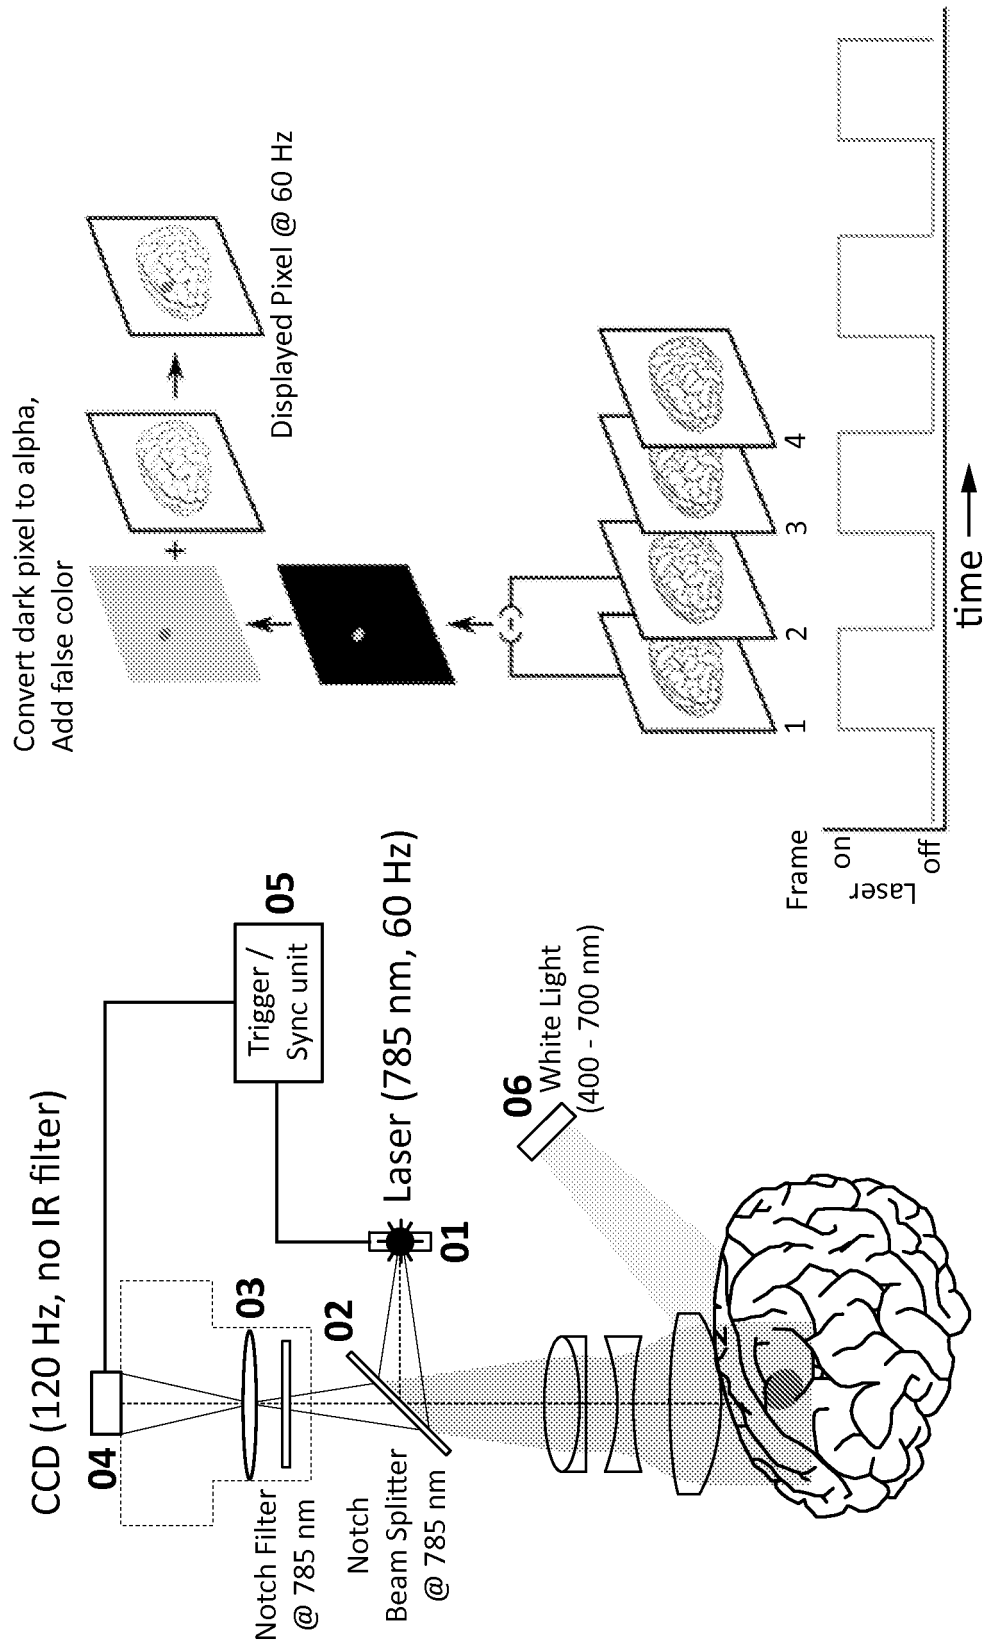 CCD (120 Hz, no IR filter)
04
Trigger /
Sync unit
05
03
Notch Filter
@ 785 nm
02
Notch
Beam Splitter
@ 785 nm
Laser (785 nm, 60 Hz)
01
06
White Light
(400 - 700 nm)
Convert dark pixel to alpha,
Add false color
+
Displayed Pixel @ 60 Hz
-
Frame
1 2 3 4
Laser
on
off
time